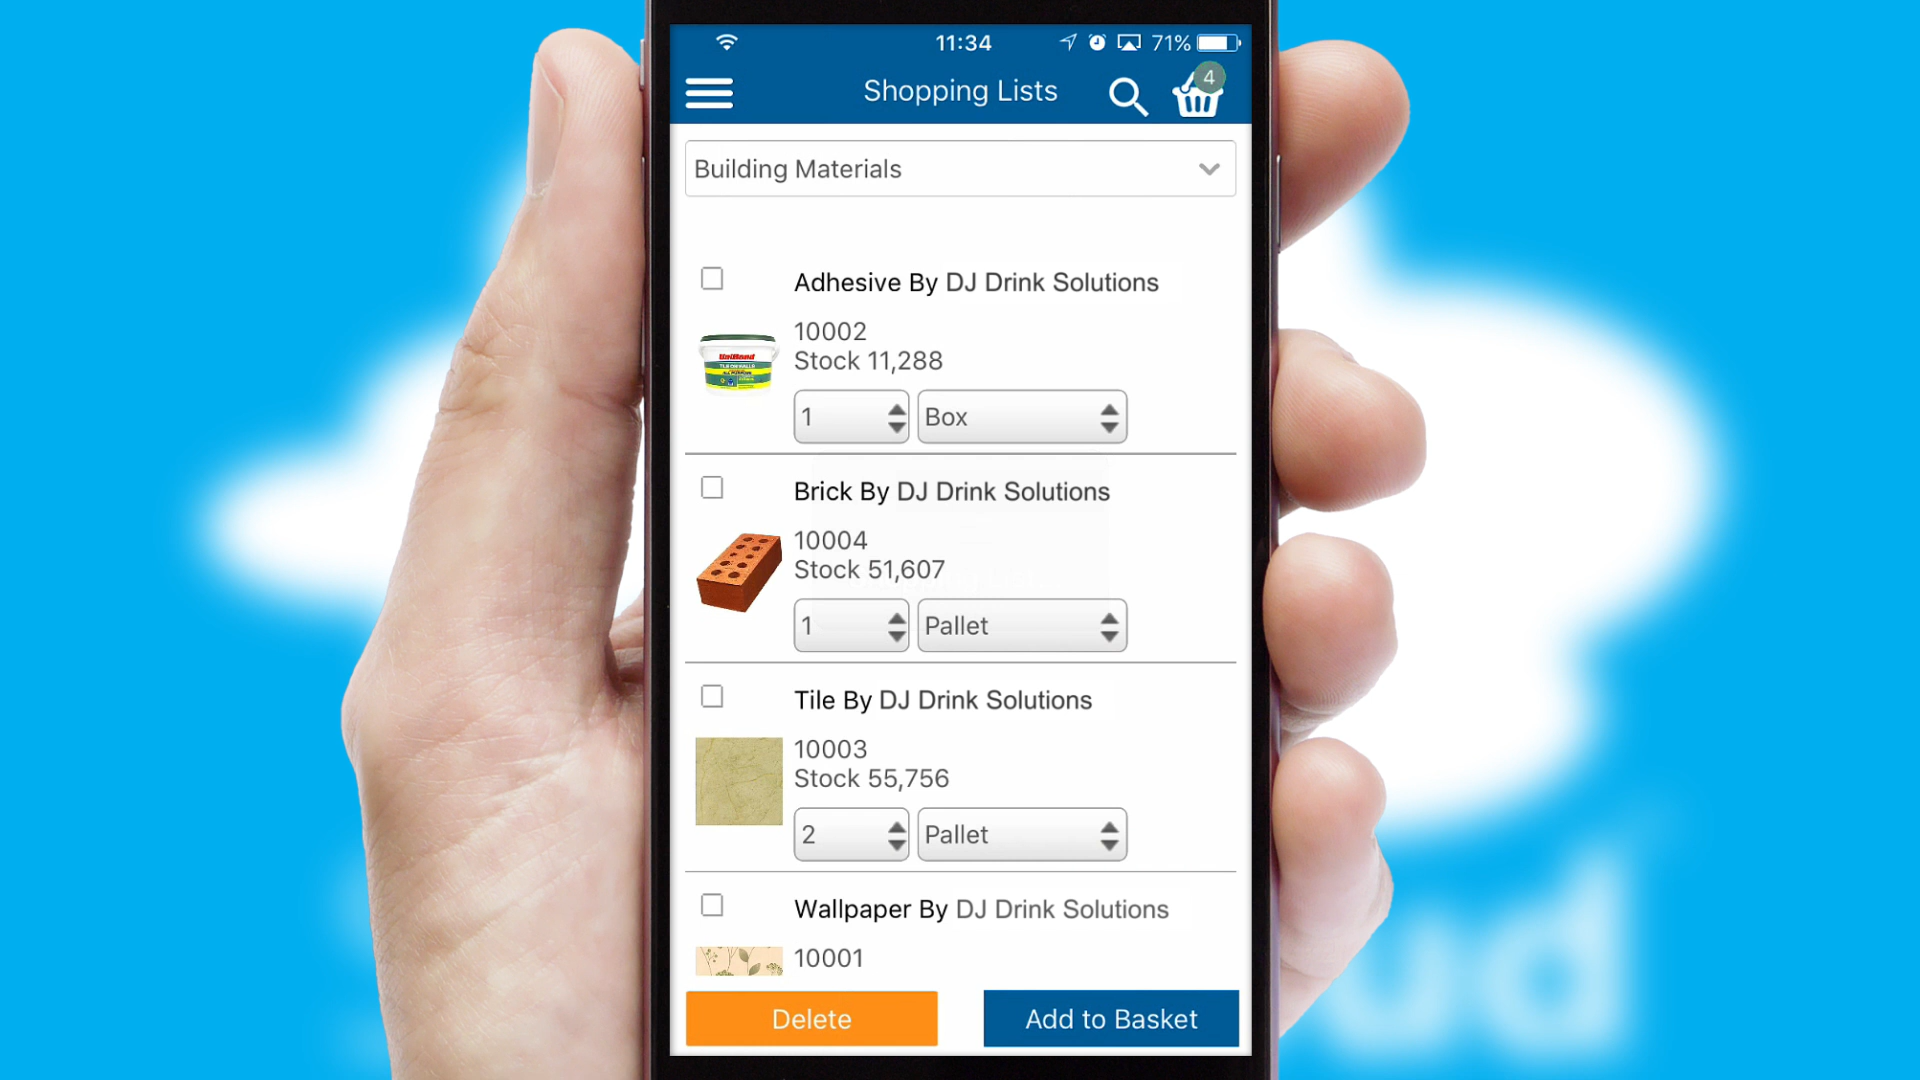 11:34
71%
Shopping Lists
4
Building Materials
Adhesive By DJ Drink Solutions
10002
Stock 11,288
UniBond
1
Box
Brick By DJ Drink Solutions
10004
Stock 51,607
1
Pallet
Tile By DJ Drink Solutions
10003
Stock 55,756
2
Pallet
Wallpaper By DJ Drink Solutions
10001
Delete
Add to Basket